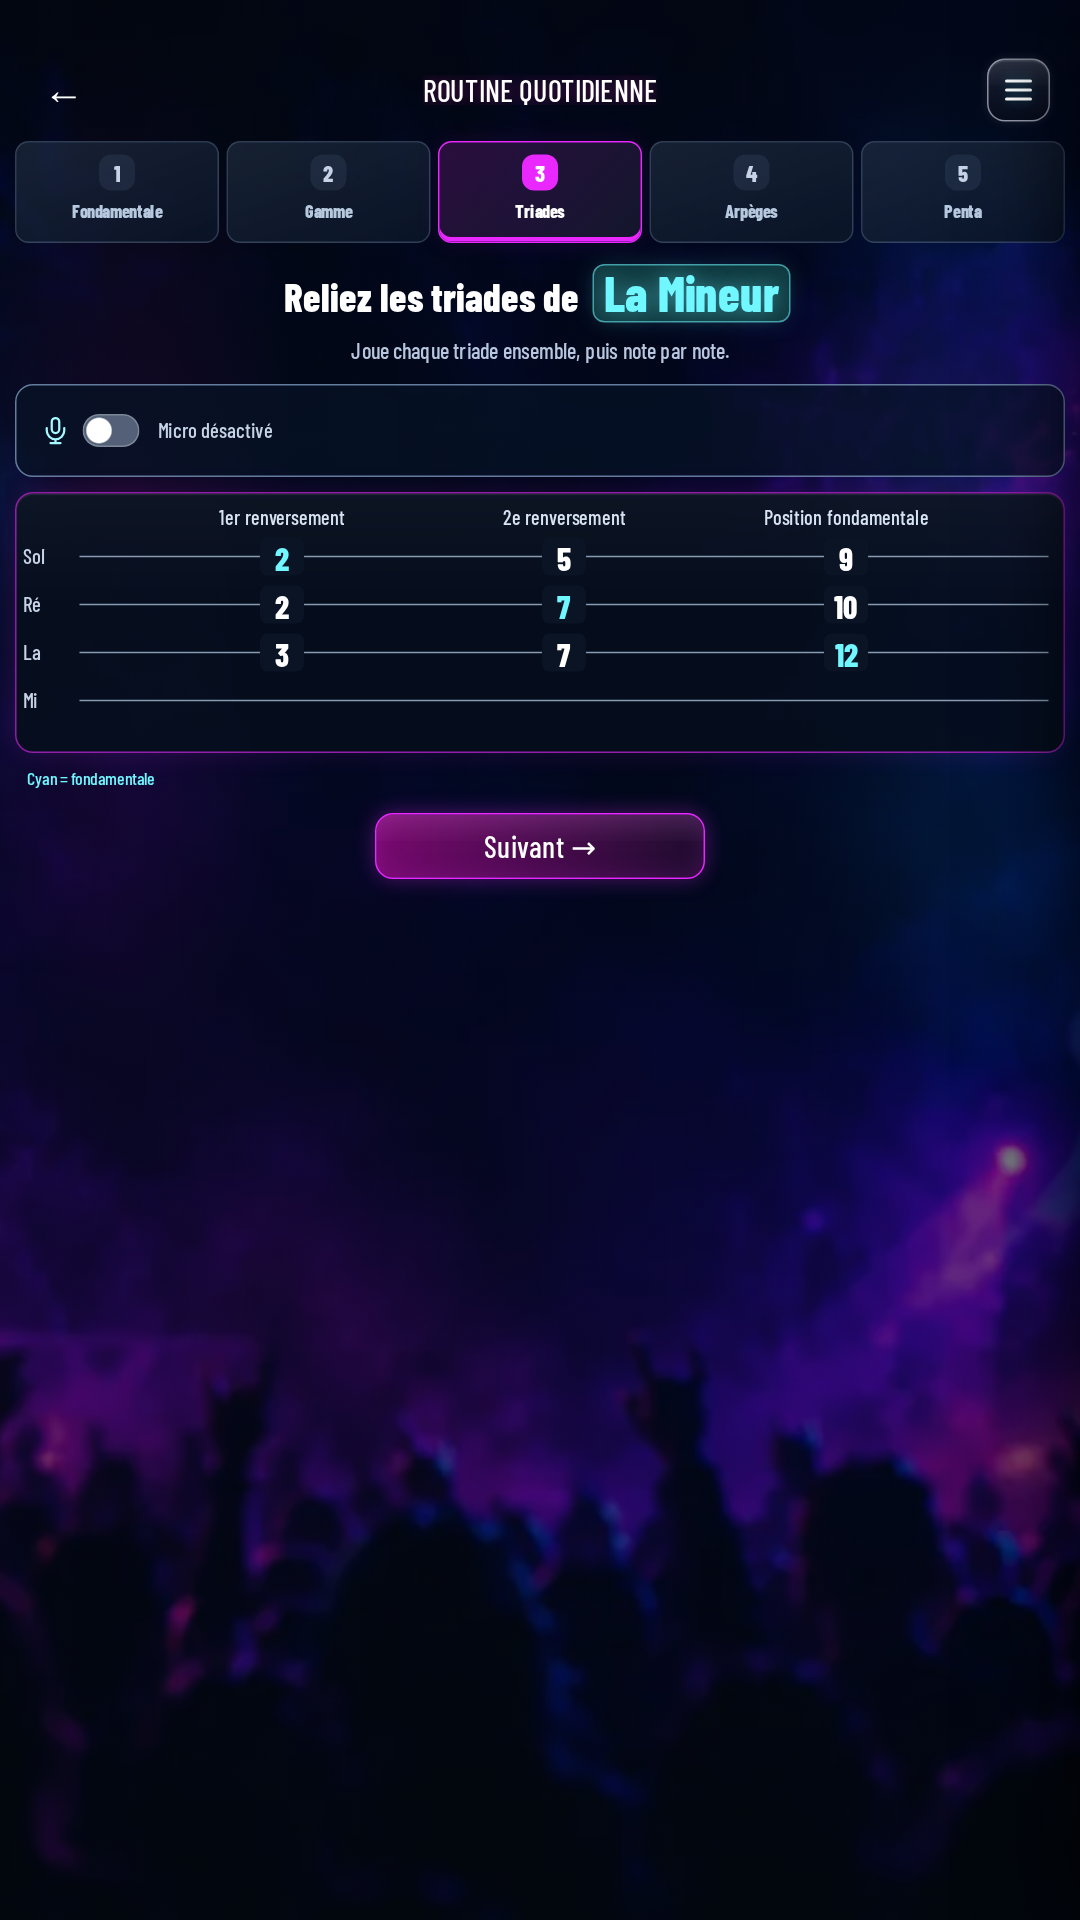 ←
ROUTINE QUOTIDIENNE
1
Fondamentale
2
Gamme
3
Triades
4
Arpèges
5
Penta
Reliez les triades de La Mineur
Joue chaque triade ensemble, puis note par note.
Micro désactivé
1er renversement 2e renversement Position fondamentale
Sol 2 5 9
Ré 2 7 10
La 3 7 12
Mi
Cyan = fondamentale
Suivant →